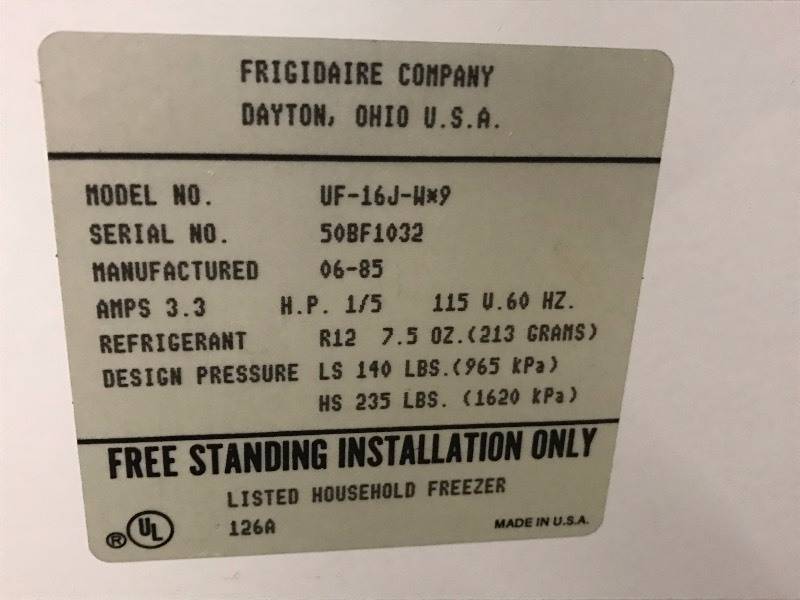 FRIGIDAIRE COMPANY
DAYTON, OHIO U.S.A.
MODEL NO. UF-16J-W*9
SERIAL NO. 50BF1032
MANUFACTURED 06-85
AMPS 3.3 H.P. 1/5 115 V.60 HZ.
REFRIGERANT R12 7.5 OZ.(213 GRAMS)
DESIGN PRESSURE LS 140 LBS.(965 kPa)
HS 235 LBS. (1620 kPa)
FREE STANDING INSTALLATION ONLY
LISTED HOUSEHOLD FREEZER
® UL 126A MADE IN U.S.A.